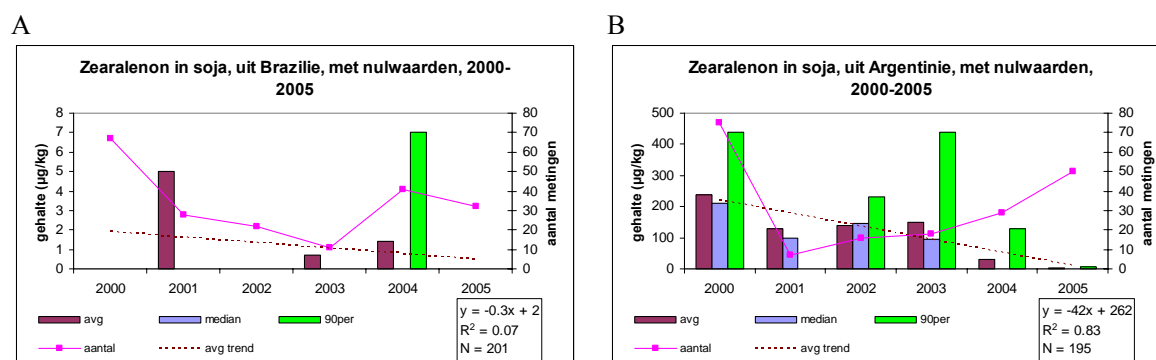 A
Zearalenon in soja, uit Brazilie, met nulwaarden, 2000-
2005
gehalte (µg/kg)
8
7
6
5
4
3
2
1
0
80
70
60
50
40
30
20
10
0
aantal metingen
2000 2001 2002 2003 2004 2005
avg median 90per
aantal avg trend
y = -0.3x + 2
R² = 0.07
N = 201
B
Zearalenon in soja, uit Argentinie, met nulwaarden,
2000-2005
gehalte (µg/kg)
500
400
300
200
100
0
80
70
60
50
40
30
20
10
0
aantal metingen
2000 2001 2002 2003 2004 2005
avg median 90per
aantal avg trend
y = -42x + 262
R² = 0.83
N = 195